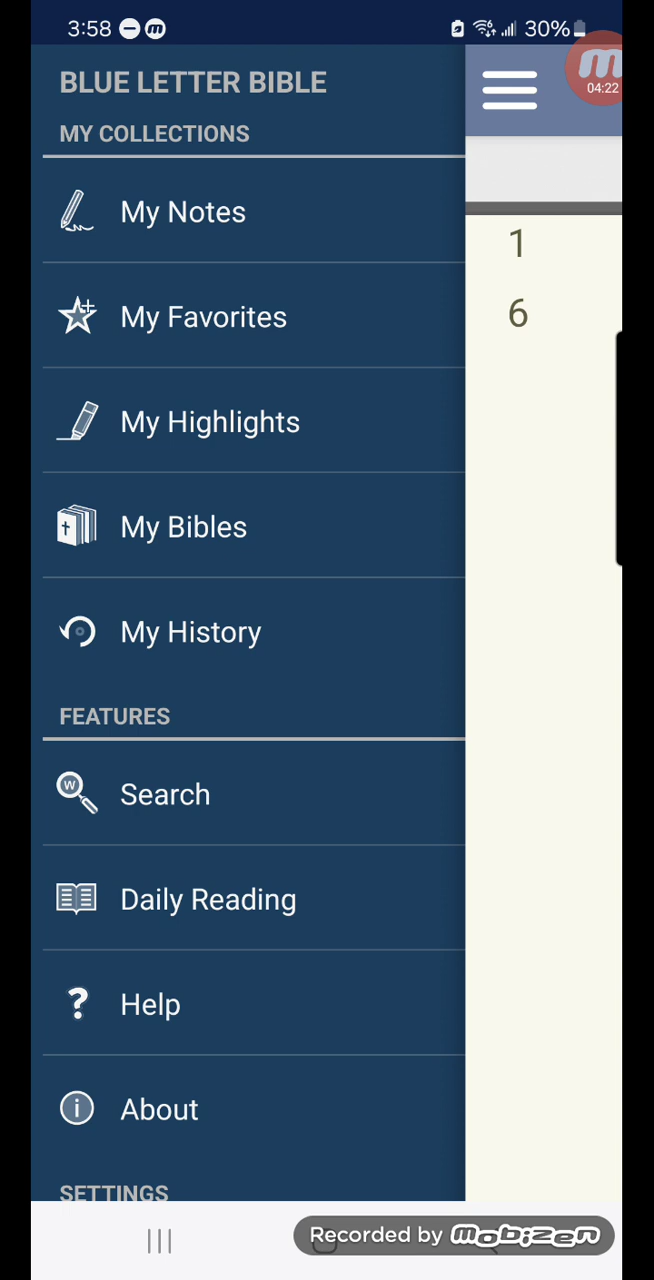 3:58
30%
04:22
BLUE LETTER BIBLE
MY COLLECTIONS
My Notes
My Favorites
My Highlights
My Bibles
My History
FEATURES
W Search
Daily Reading
? Help
i About
SETTINGS
1
6
Recorded by mobizen